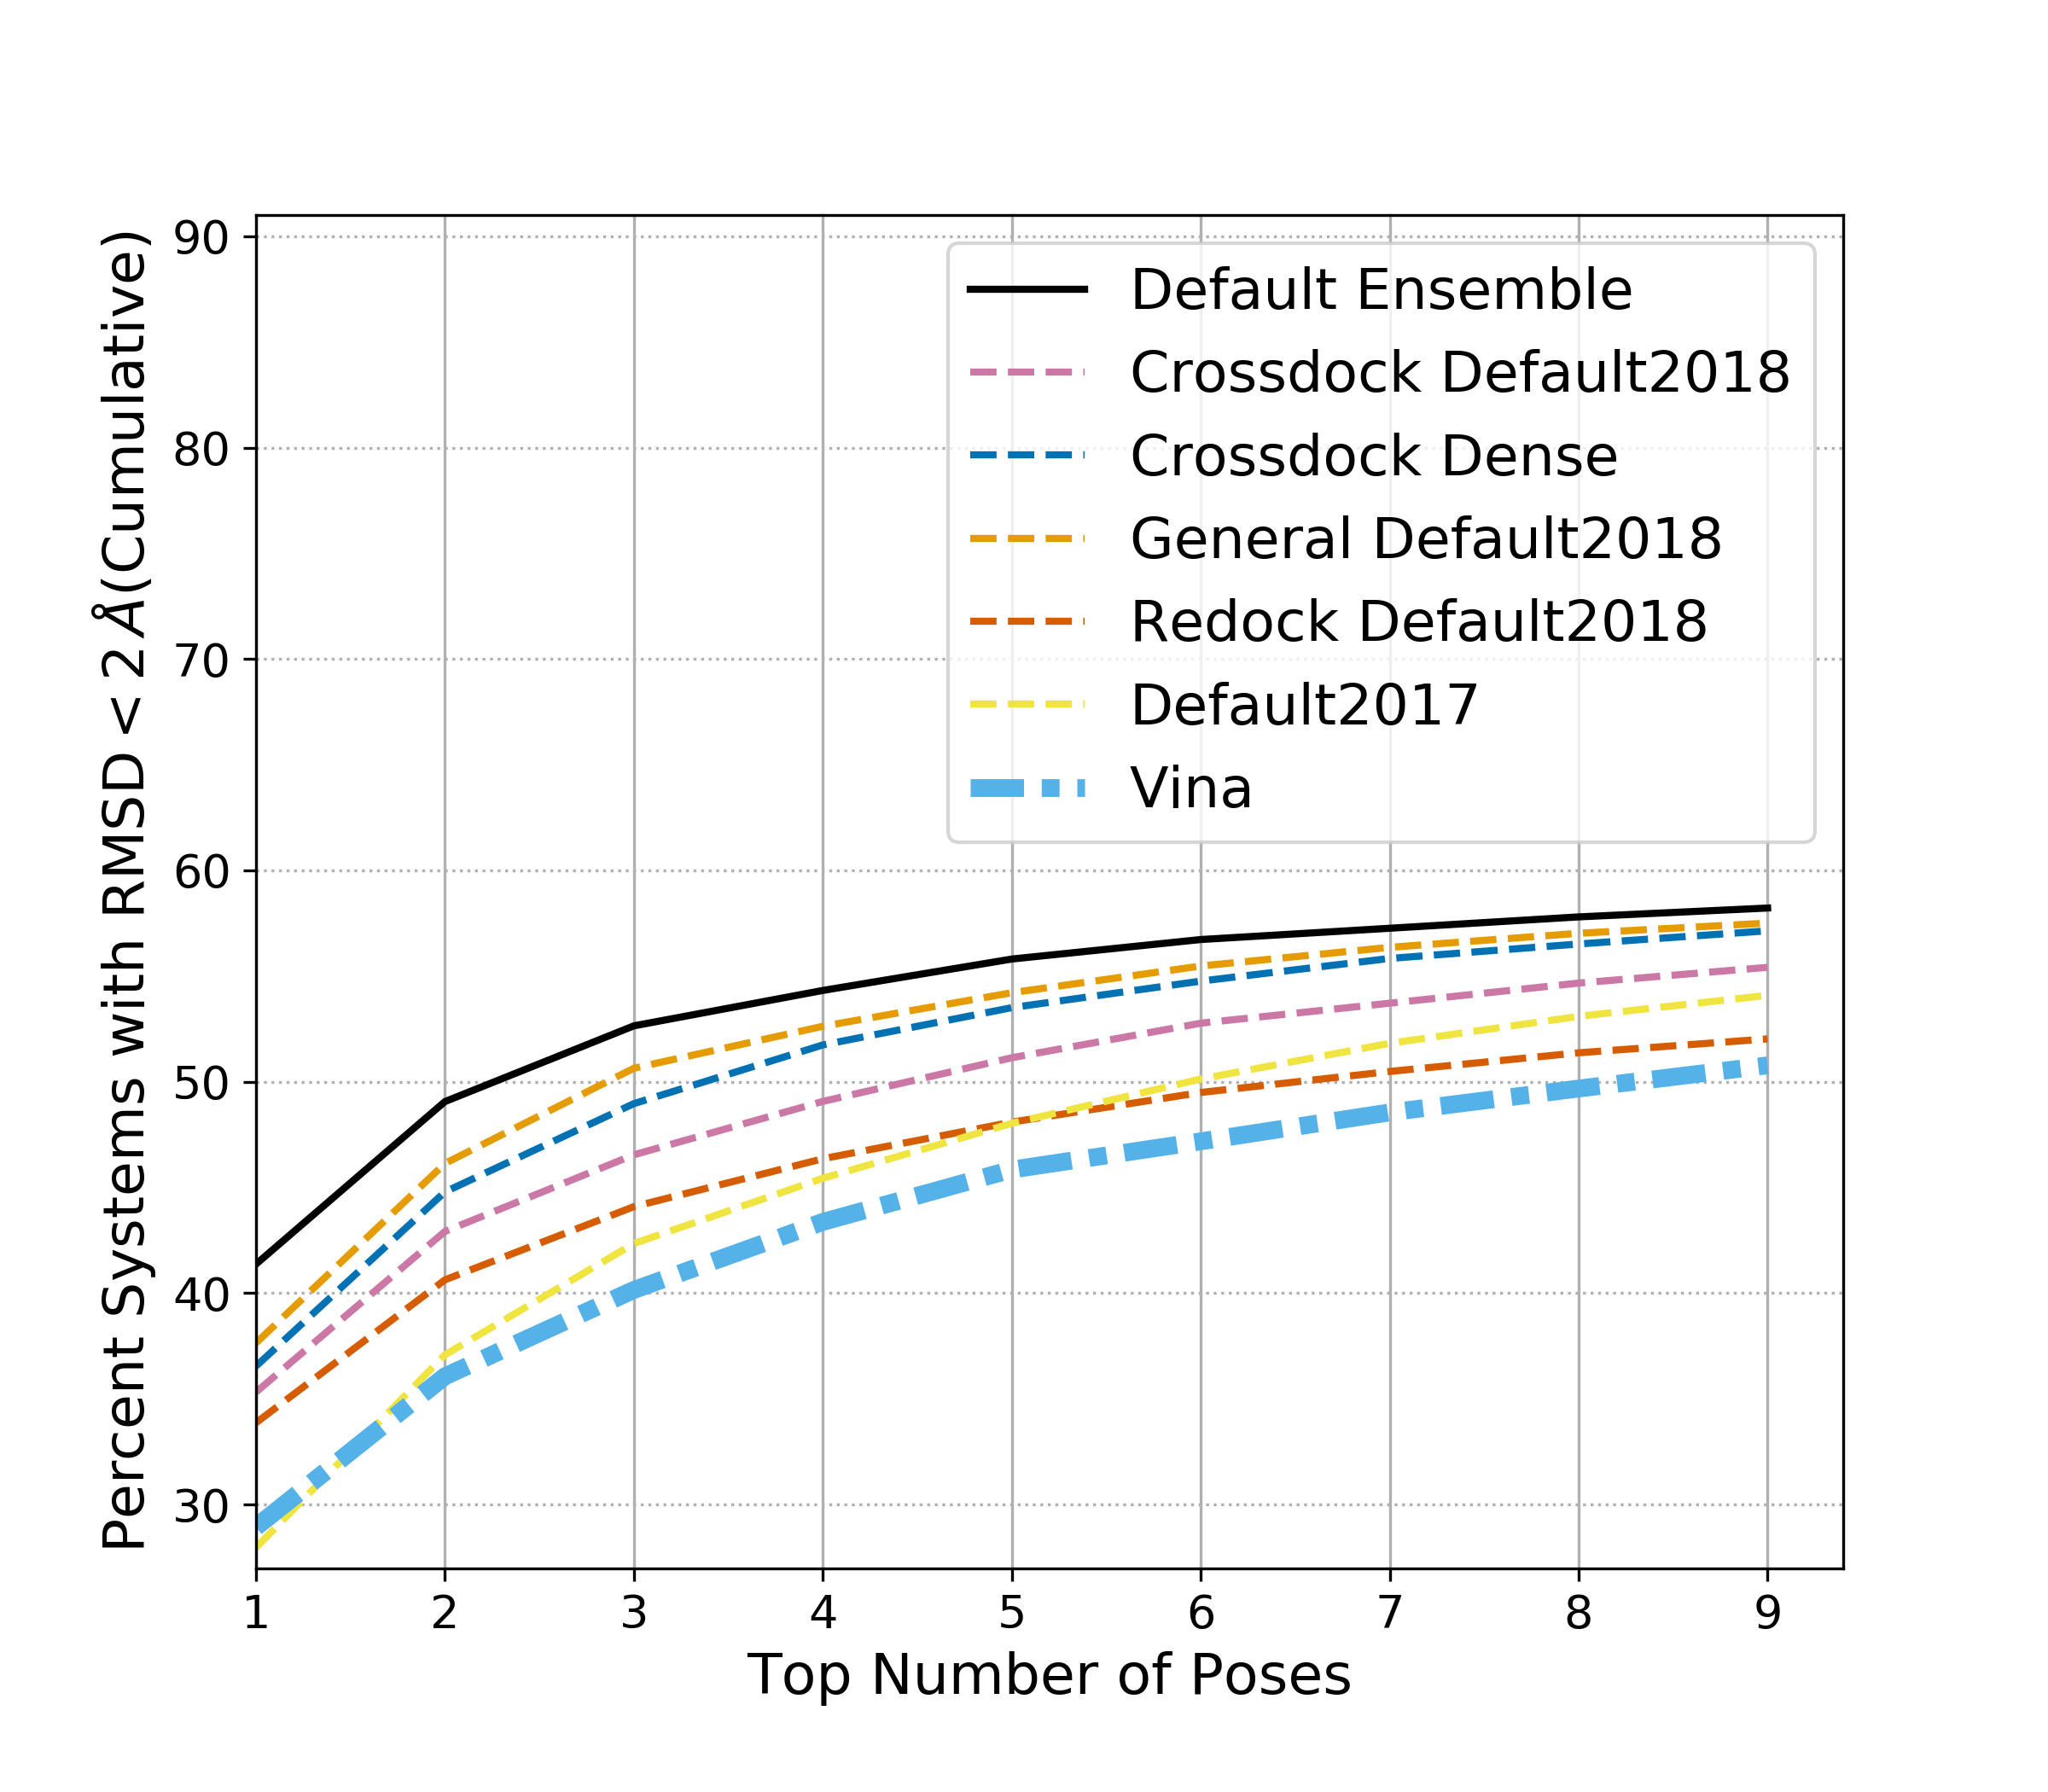 Percent Systems with RMSD < 2 Å(Cumulative)
90
80
70
60
50
40
30
Default Ensemble
Crossdock Default2018
Crossdock Dense
General Default2018
Redock Default2018
Default2017
Vina
1 2 3 4 5 6 7 8 9
Top Number of Poses